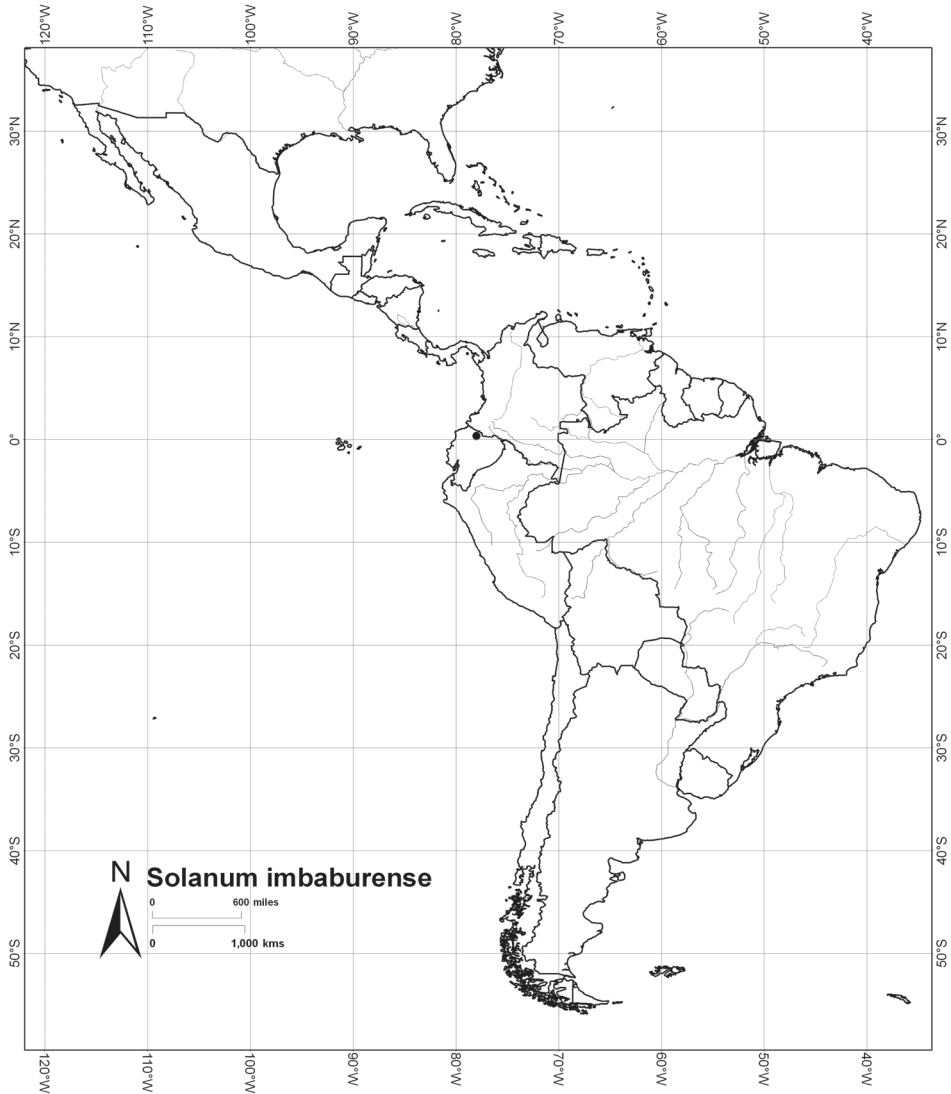 120°W 110°W 100°W 90°W 80°W 70°W 60°W 50°W 40°W
30°N 30°N
20°N 20°N
10°N 10°N
0° 0°
10°S 10°S
20°S 20°S
30°S 30°S
40°S 40°S
N Solanum imbaburense
0 600 miles
0 1,000 kms
50°S 50°S
120°W 110°W 100°W 90°W 80°W 70°W 60°W 50°W 40°W